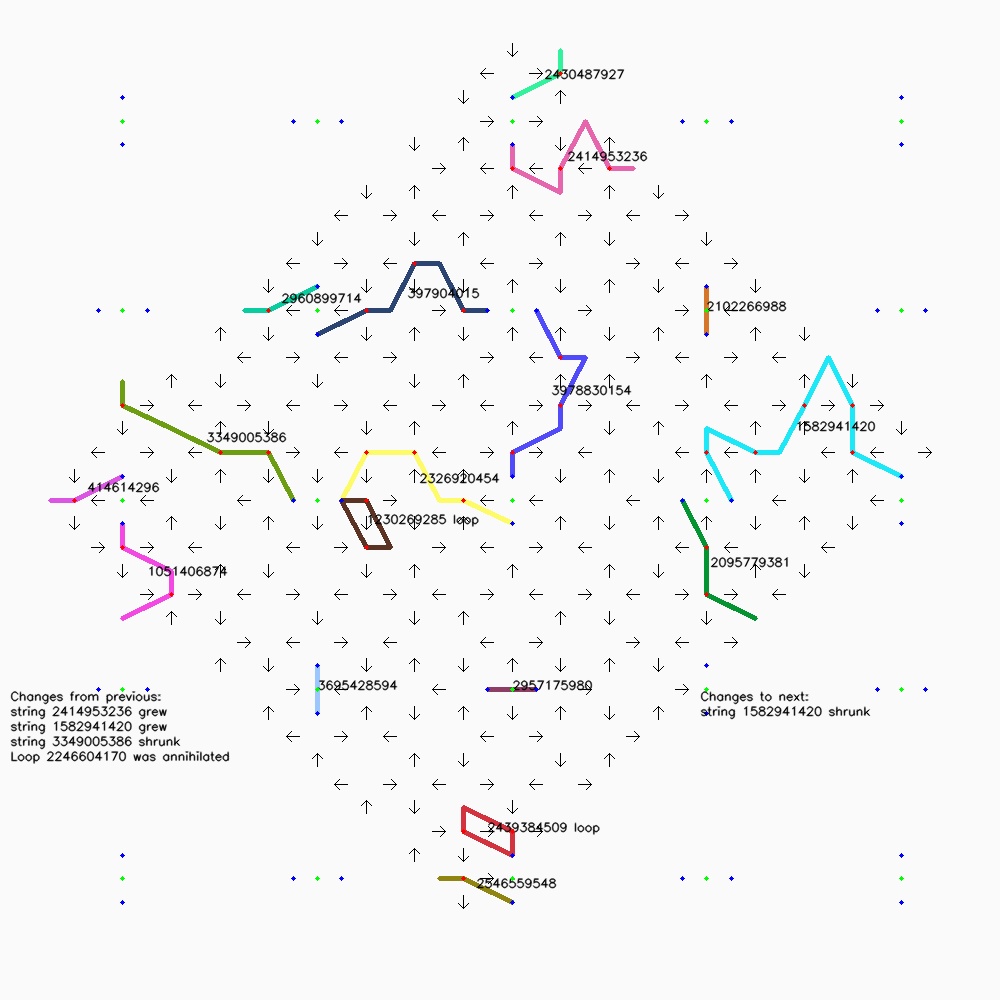 2430487927
2414953236
397904015
2960899714
2102266988
3978830154
1582941420
3349005386
2326920454
414614296
1230269285 loop
2095779381
1051406874
3695428594
2957175980
Changes from previous:
string 2414953236 grew
string 1582941420 grew
string 3349005386 shrunk
Loop 2246604170 was annihilated
Changes to next:
string 1582941420 shrunk
2439384509 loop
2546559548